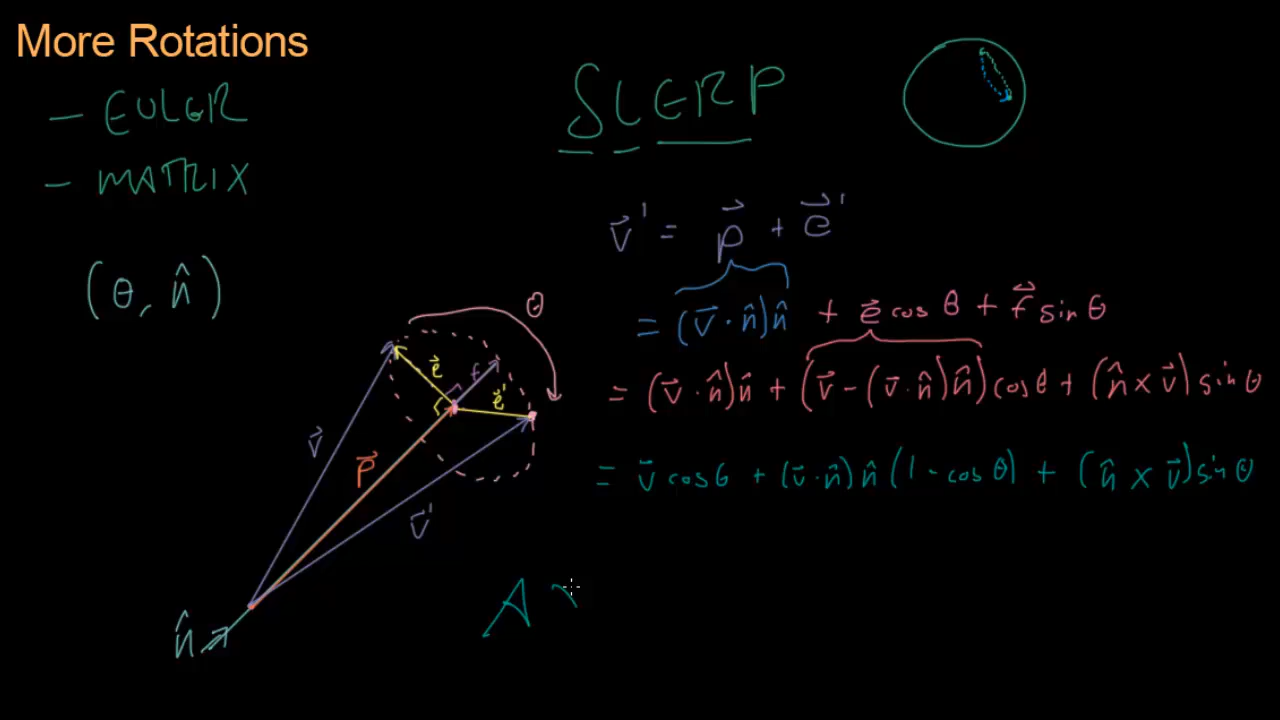 More Rotations
- EULER
- MATRIX
(θ, n̂)
SLERP
v⃗' = p⃗ + e⃗'
= (v⃗ · n̂)n̂ + e⃗ cos θ + f⃗ sin θ
= (v⃗ · n̂)n̂ + (v⃗ - (v⃗ · n̂)n̂) cos θ + (n̂ × v⃗) sin θ
= v⃗ cos θ + (v⃗ · n̂)n̂ (1 - cos θ) + (n̂ × v⃗) sin θ
θ
e⃗
f
e⃗'
v⃗
p⃗
v⃗'
n̂
A